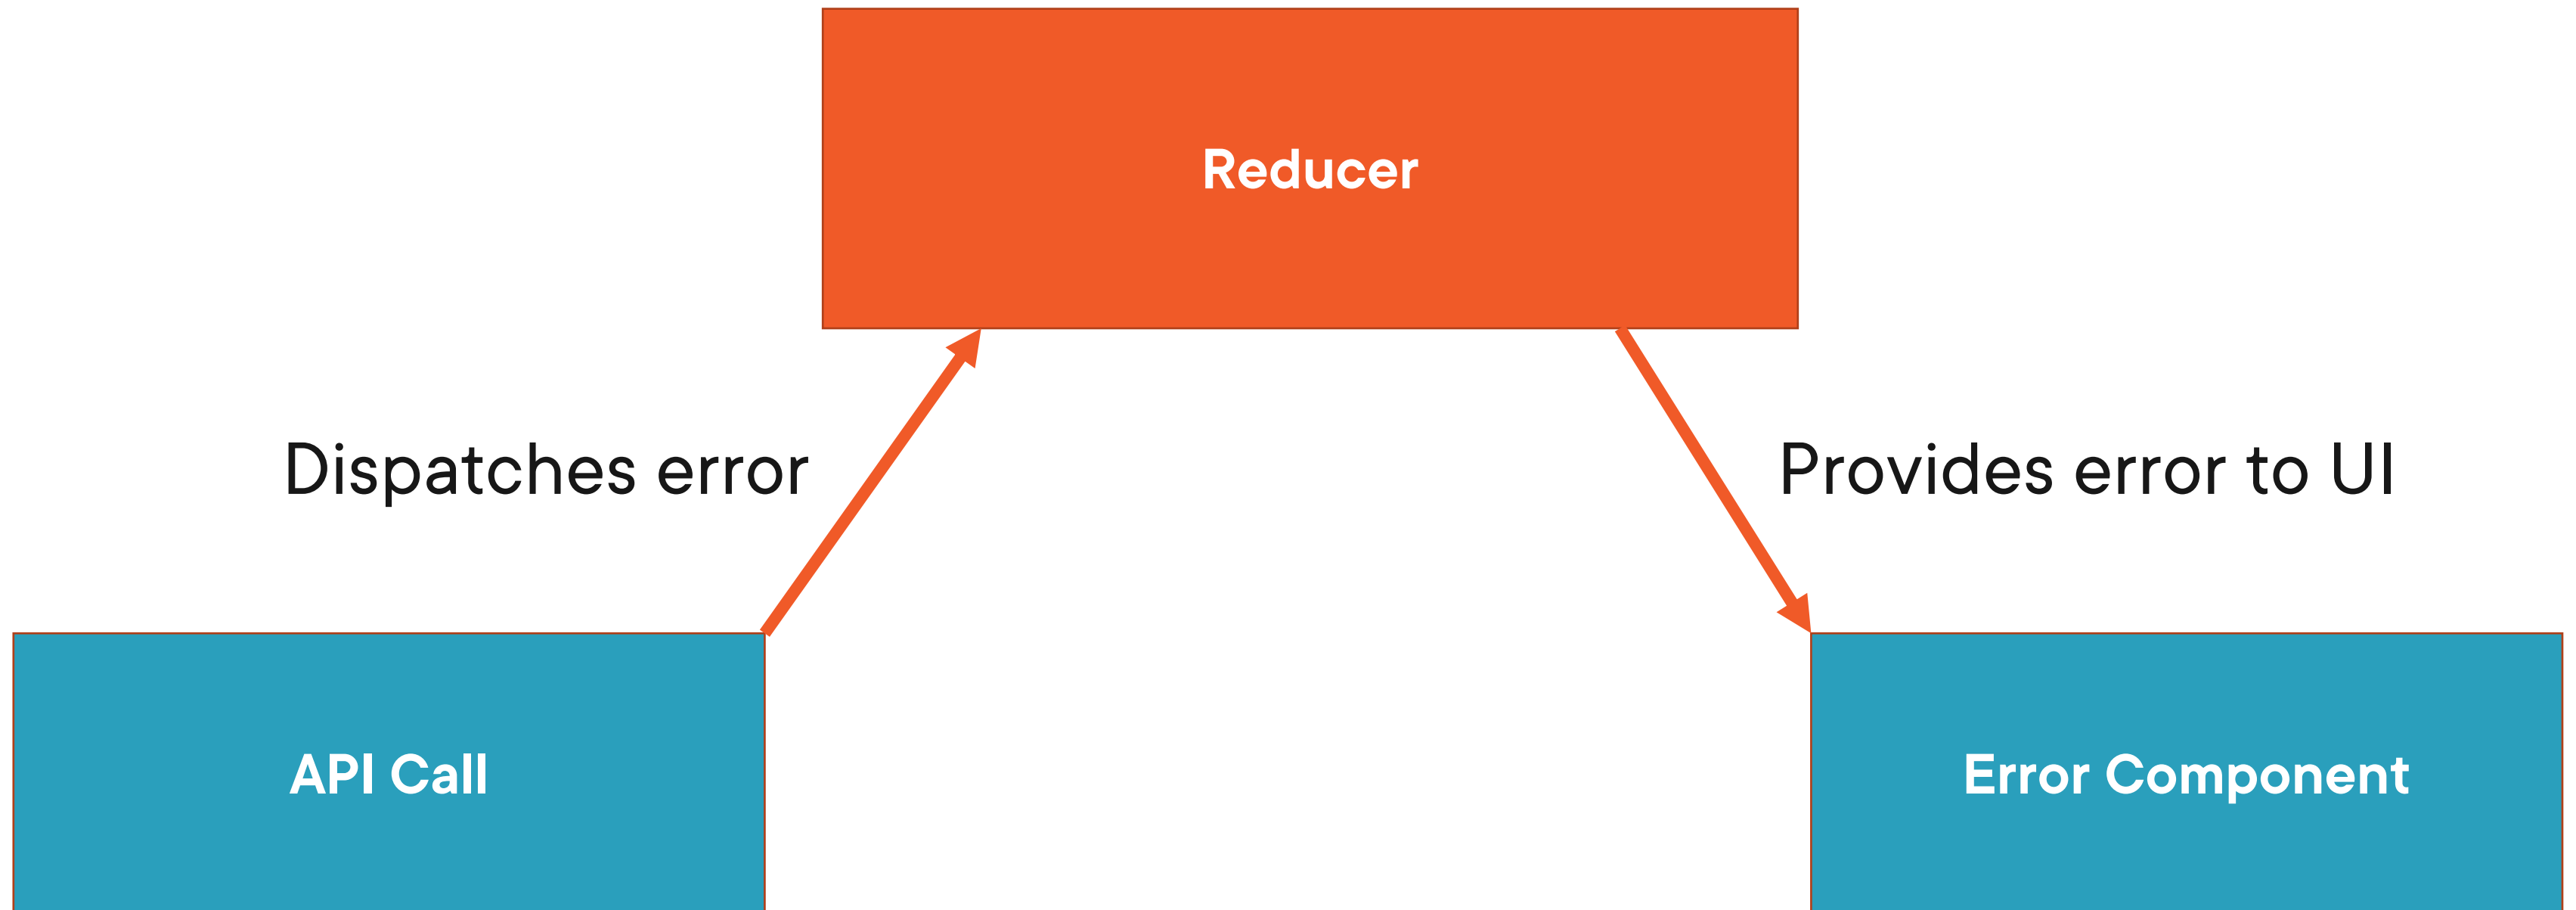 Reducer
Dispatches error
Provides error to UI
API Call
Error Component